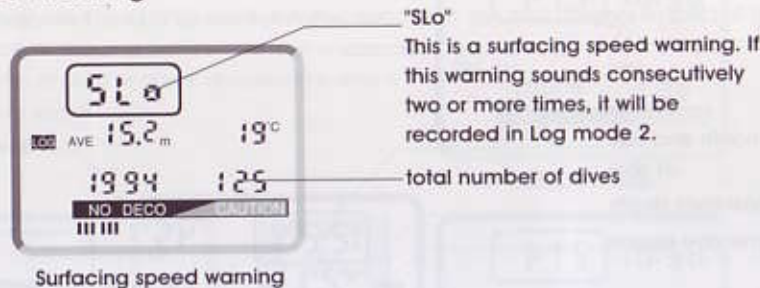 "SLo"
This is a surfacing speed warning. If
this warning sounds consecutively
two or more times, it will be
recorded in Log mode 2.
SLo
LOG AVE 15.2 m 19°C
1994 125
total number of dives
NO DECO CAUTION
Surfacing speed warning